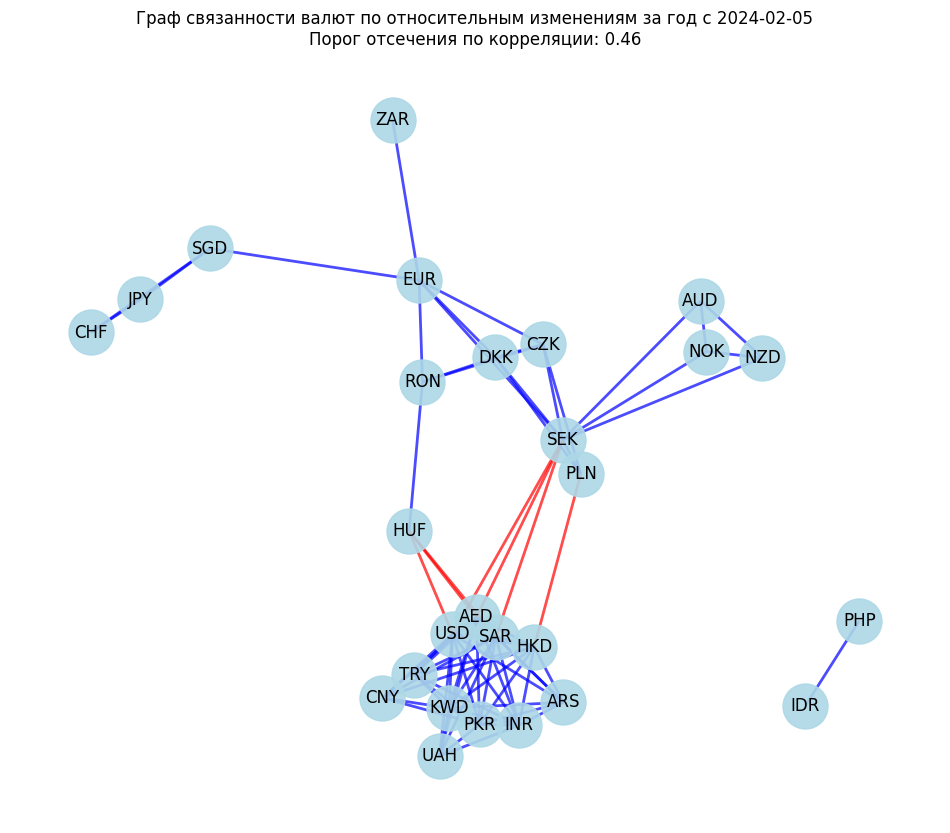 Граф связанности валют по относительным изменениям за год с 2024-02-05
Порог отсечения по корреляции: 0.46
ZAR
SGD
EUR
JPY
AUD
CHF
CZK
NOK
DKK
NZD
RON
SEK
PLN
HUF
AED
PHP
USD
SAR
HKD
TRY
CNY
ARS
IDR
KWD
PKR
INR
UAH